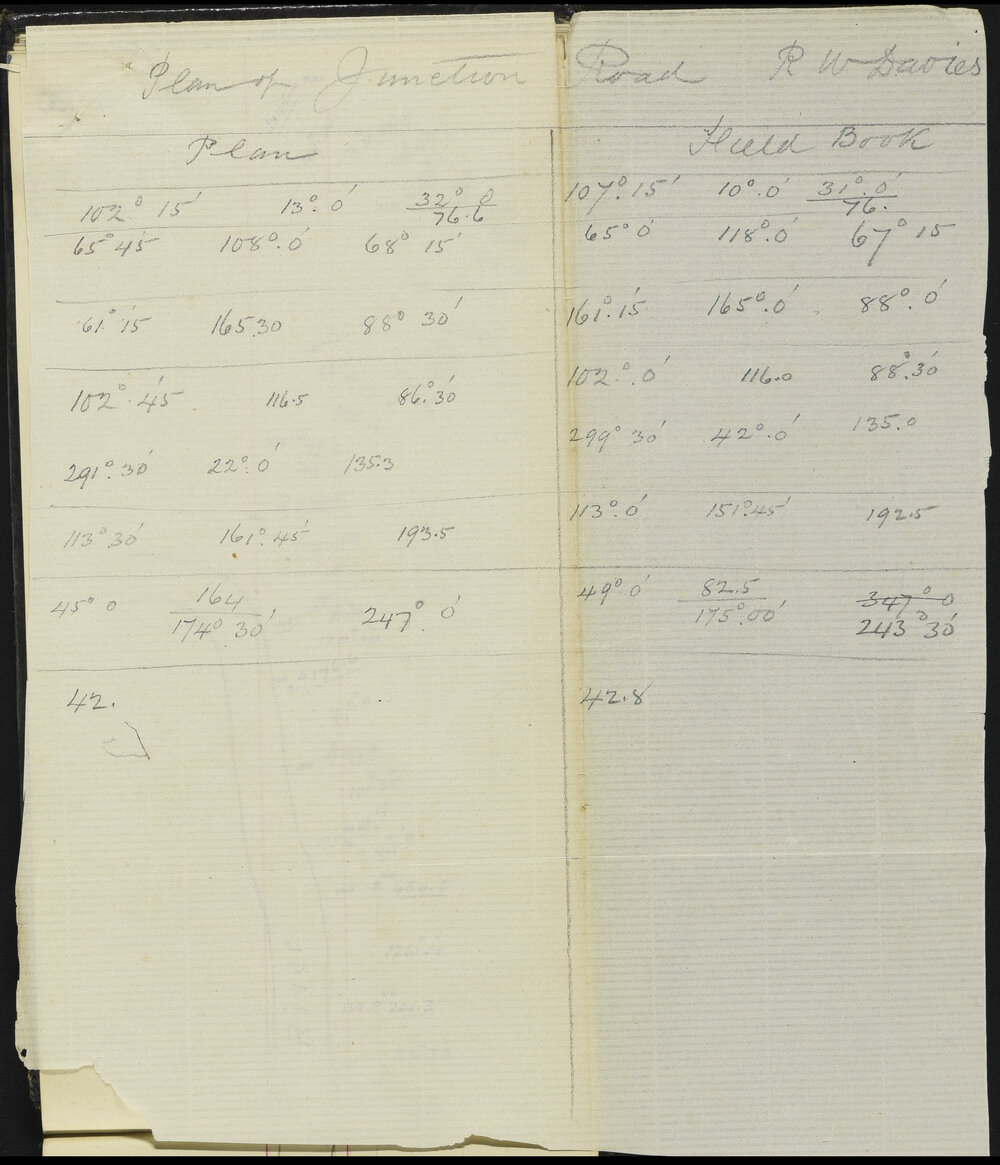 Plan of Junction Road R W Davies
Plan
102.° 15' 13°. 0' 32° 0
76.6
65° 45' 108°. 0' 68° 15'
61° 15' 165.30 88° 30'
102°. 45' 116.5 86°. 30'
291°. 30' 22°. 0' 135.3
113° 30' 161°. 45' 193.5
45° 0 164
174° 30' 247°. 0'
42.
Field Book
107°. 15' 10°. 0' 31°. 0'
76.
65° 0' 118°. 0' 67° 15
161°. 15' 165°. 0' 88°. 0'
102°. 0' 116.0 88°. 30'
299° 30' 42°. 0' 135.0
113°. 0' 151°. 45' 192.5
49°. 0' 82.5 347° 0
175°. 00' 243° 30'
42.8